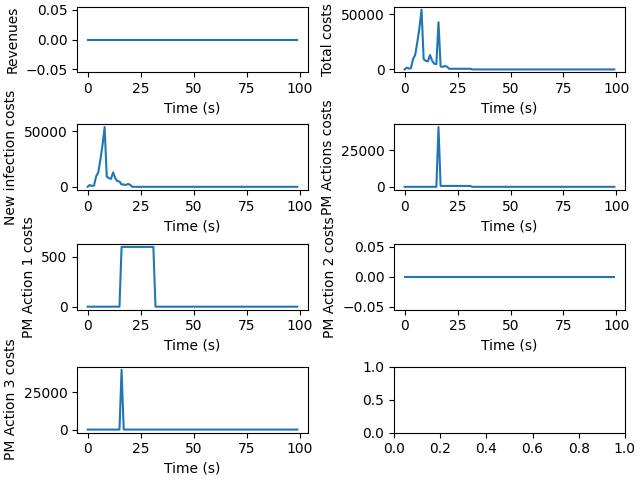 Revenues
0.05
0.00
−0.05
0 25 50 75 100
Time (s)
Total costs
50000
0
0 25 50 75 100
Time (s)
New infection costs
50000
0
0 25 50 75 100
Time (s)
PM Actions costs
25000
0
0 25 50 75 100
Time (s)
PM Action 1 costs
500
0
0 25 50 75 100
Time (s)
PM Action 2 costs
0.05
0.00
−0.05
0 25 50 75 100
Time (s)
PM Action 3 costs
25000
0
0 25 50 75 100
Time (s)
1.0
0.5
0.0
0.0 0.2 0.4 0.6 0.8 1.0